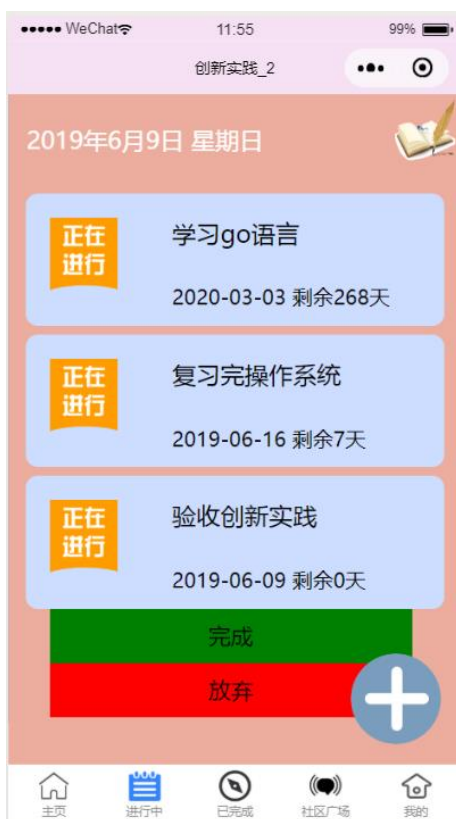 WeChat 11:55 99%
创新实践_2
2019年6月9日 星期日
正在
进行
学习go语言
2020-03-03 剩余268天
正在
进行
复习完操作系统
2019-06-16 剩余7天
正在
进行
验收创新实践
2019-06-09 剩余0天
完成
放弃
主页 进行中 已完成 社区广场 我的